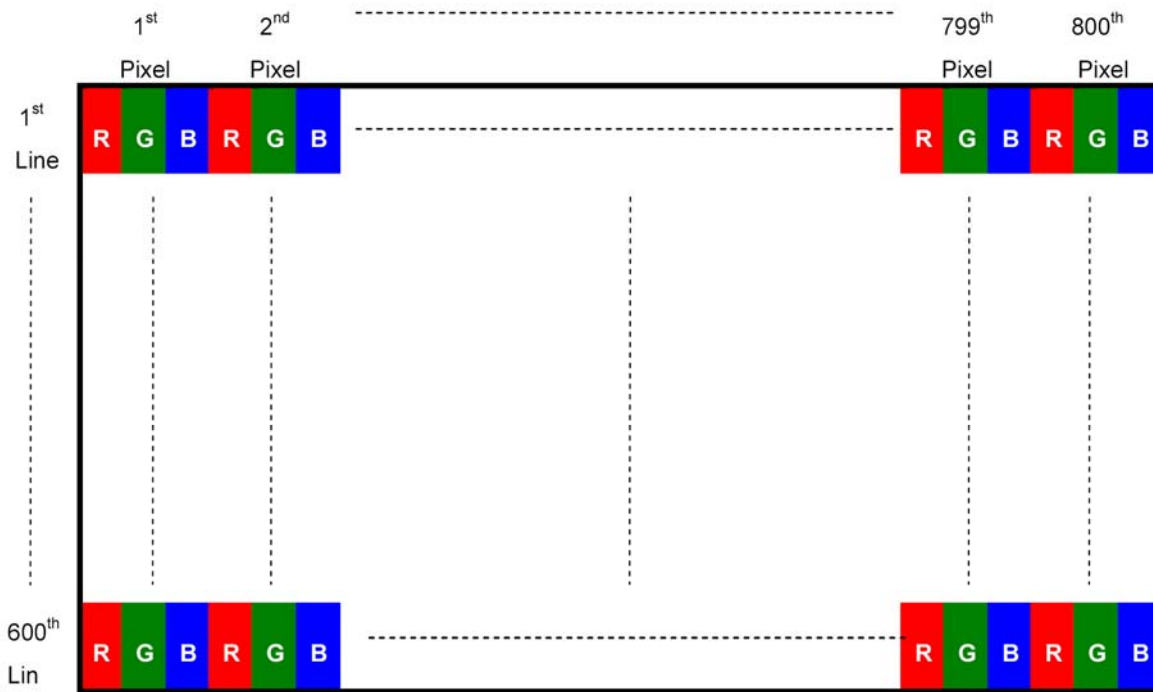 1st 2nd 799th 800th
Pixel Pixel Pixel Pixel
1st
Line
R G B R G B R G B R G B
600th
Lin
R G B R G B R G B R G B